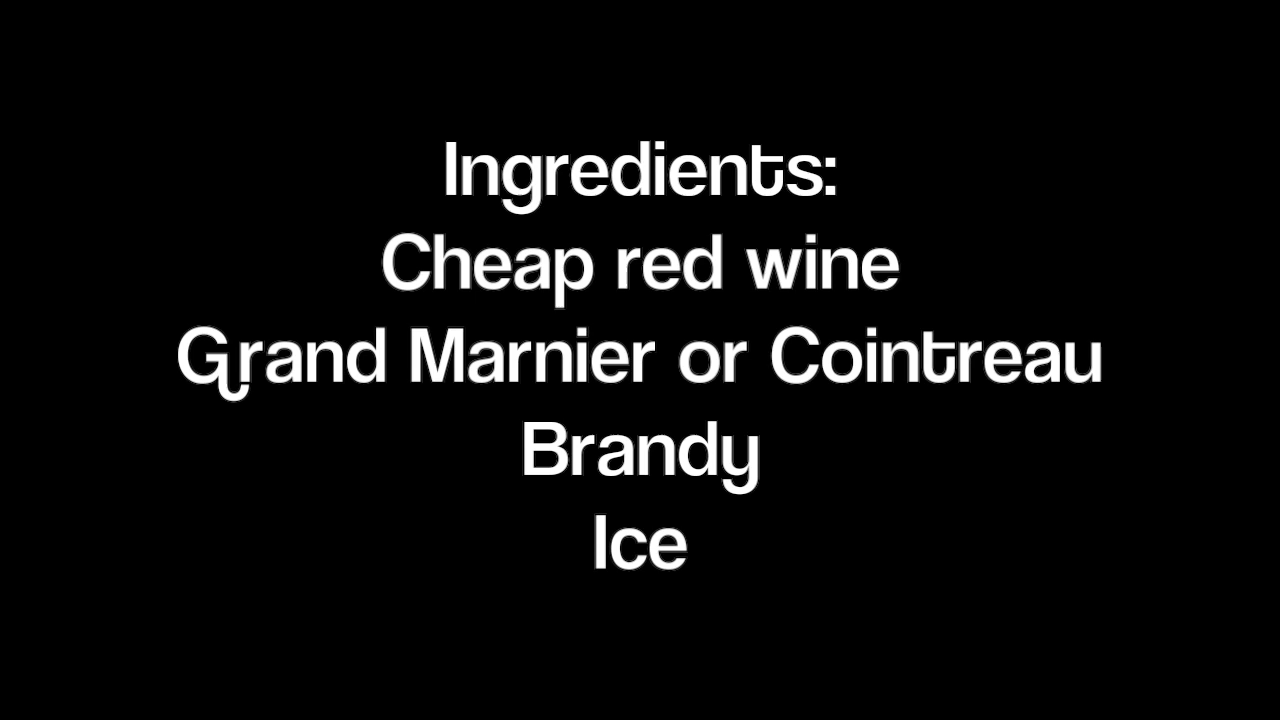 Ingredients:
Cheap red wine
Grand Marnier or Cointreau
Brandy
Ice